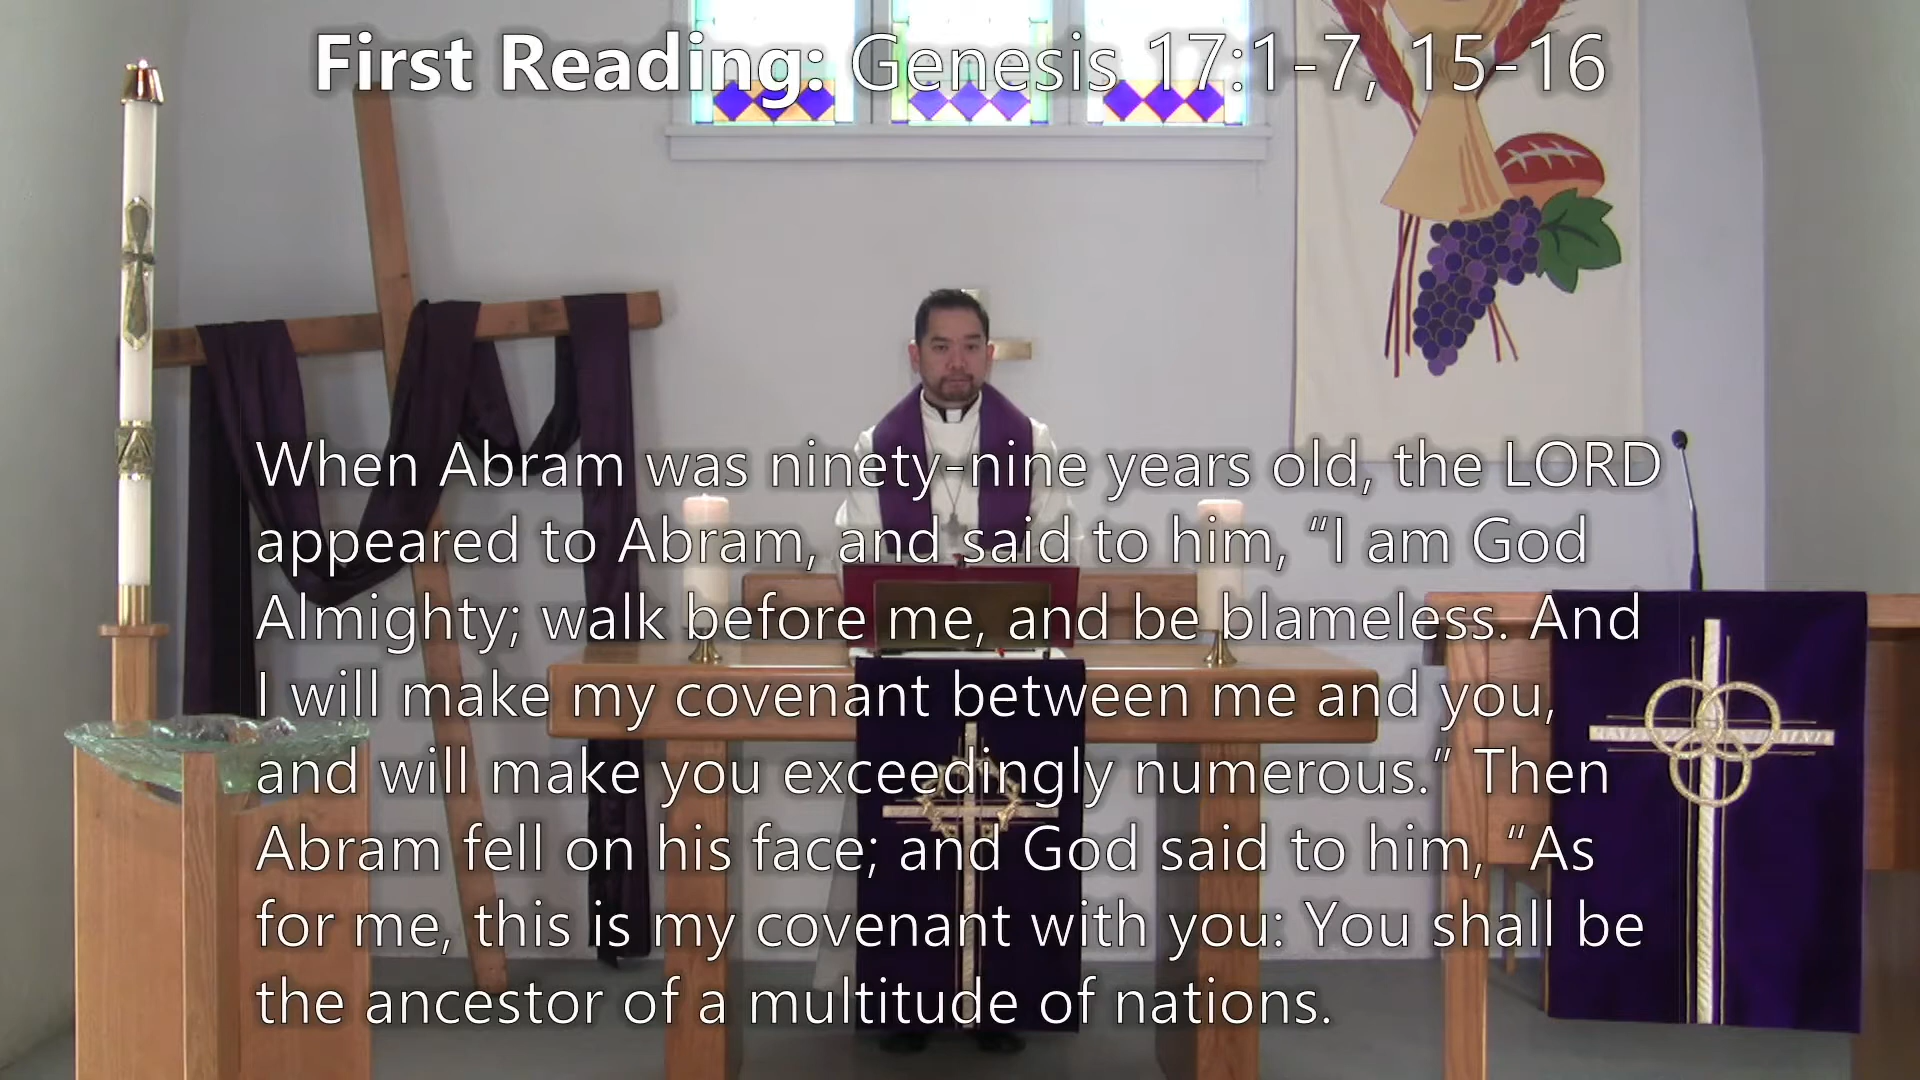 First Reading: Genesis 17:1-7, 15-16
When Abram was ninety-nine years old, the LORD
appeared to Abram, and said to him, “I am God
Almighty; walk before me, and be blameless. And
I will make my covenant between me and you,
and will make you exceedingly numerous.” Then
Abram fell on his face; and God said to him, “As
for me, this is my covenant with you: You shall be
the ancestor of a multitude of nations.